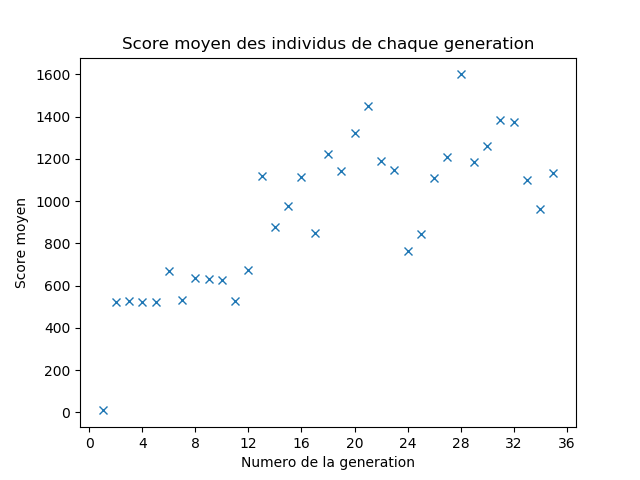 Score moyen des individus de chaque generation
1600
1400
1200
1000
800
600
400
200
0
Score moyen
0 4 8 12 16 20 24 28 32 36
Numero de la generation